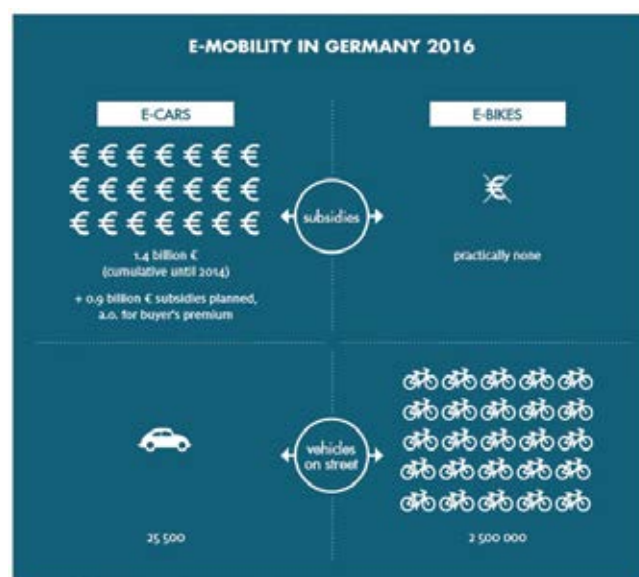 E-MOBILITY IN GERMANY 2016
E-CARS
E-BIKES
€ € € € € € €
€ € € € € € €
€ € € € € € €
€
subsidies
1.4 billion €
(cumulative until 2014)
+ 0.9 billion € subsidies planned,
a.o. for buyer's premium
practically none
vehicles
on street
25 500
2 500 000